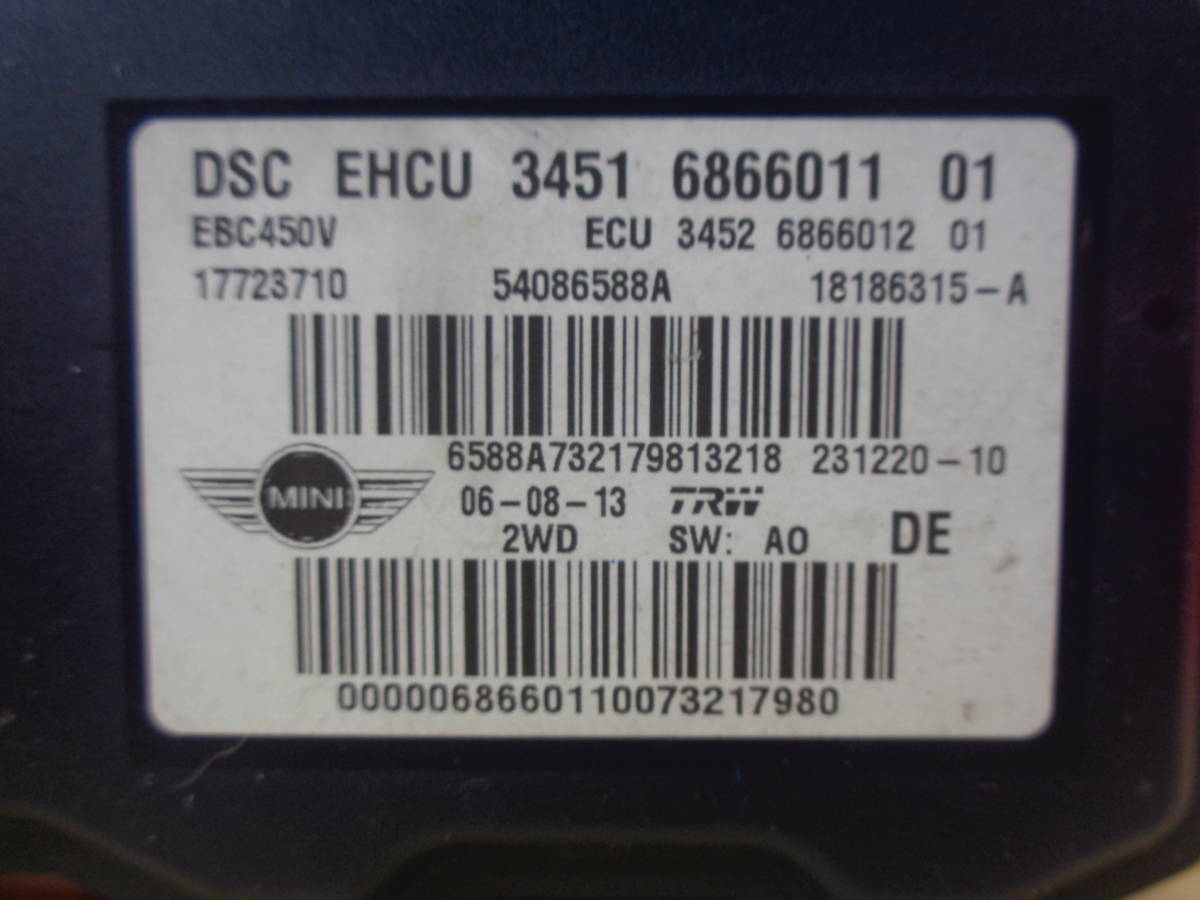 DSC EHCU 3451 6866011 01
EBC450V ECU 3452 6866012 01
17723710 54086588A 18186315-A
6588A732179813218 231220-10
MINI 06-08-13 TRW
2WD SW: A0 DE
0000068660110073217980